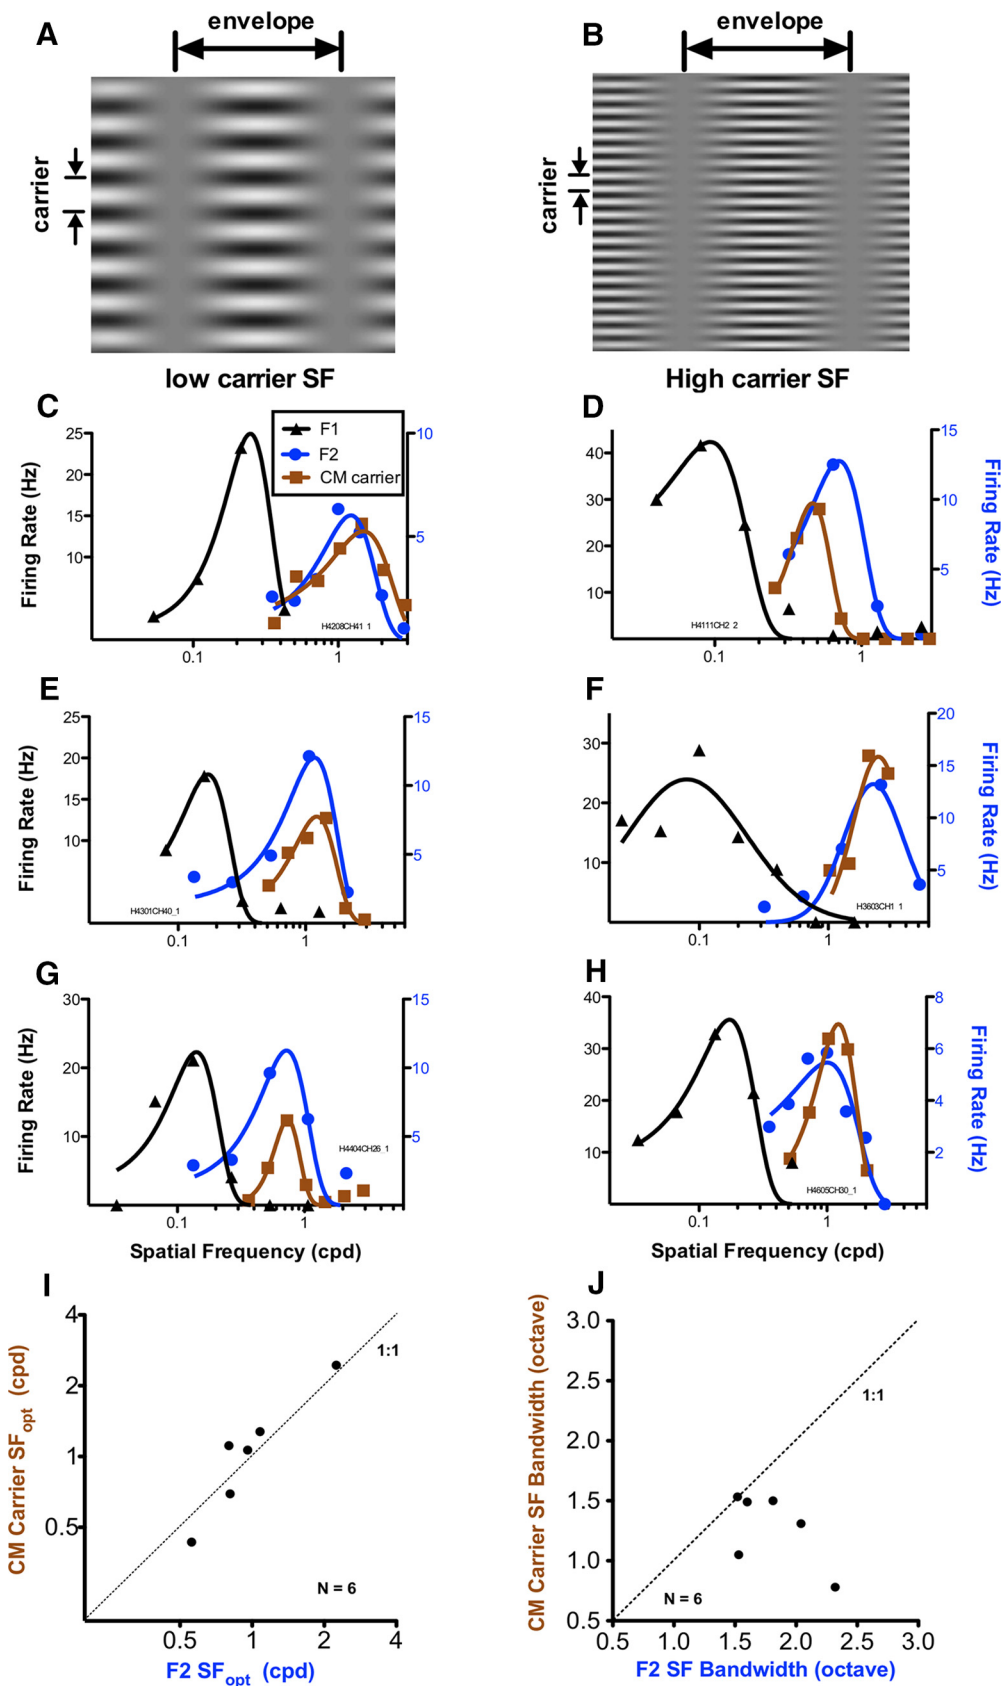 A
envelope
carrier
low carrier SF
B
envelope
carrier
High carrier SF
C
Firing Rate (Hz)
25
20
15
10
10
5
F1
F2
CM carrier
H4208CH41 1
0.1
1
D
40
30
20
10
15
10
5
Firing Rate (Hz)
H4111CH2 2
0.1
1
E
Firing Rate (Hz)
25
20
15
10
15
10
5
H4301CH40_1
0.1
1
F
30
20
10
20
15
10
5
Firing Rate (Hz)
H3603CH1 1
0.1
1
G
Firing Rate (Hz)
30
20
10
15
10
5
H4404CH26_1
0.1
1
Spatial Frequency (cpd)
H
40
30
20
10
8
6
4
2
Firing Rate (Hz)
H4605CH30_1
0.1
1
Spatial Frequency (cpd)
I
CM Carrier SFopt (cpd)
4
2
1
0.5
1:1
N = 6
0.5
1
2
4
F2 SFopt (cpd)
J
CM Carrier SF Bandwidth (octave)
3.0
2.5
2.0
1.5
1.0
0.5
1:1
N = 6
0.5
1.0
1.5
2.0
2.5
3.0
F2 SF Bandwidth (octave)